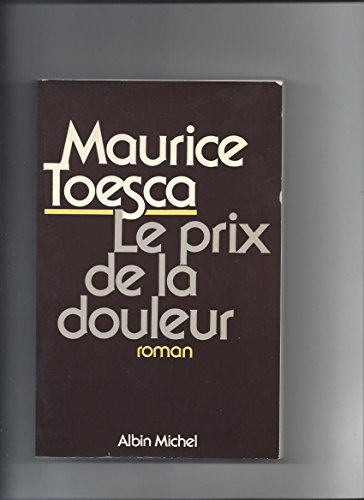 Maurice
Toesca
Le prix
de la
douleur
roman
Albin Michel